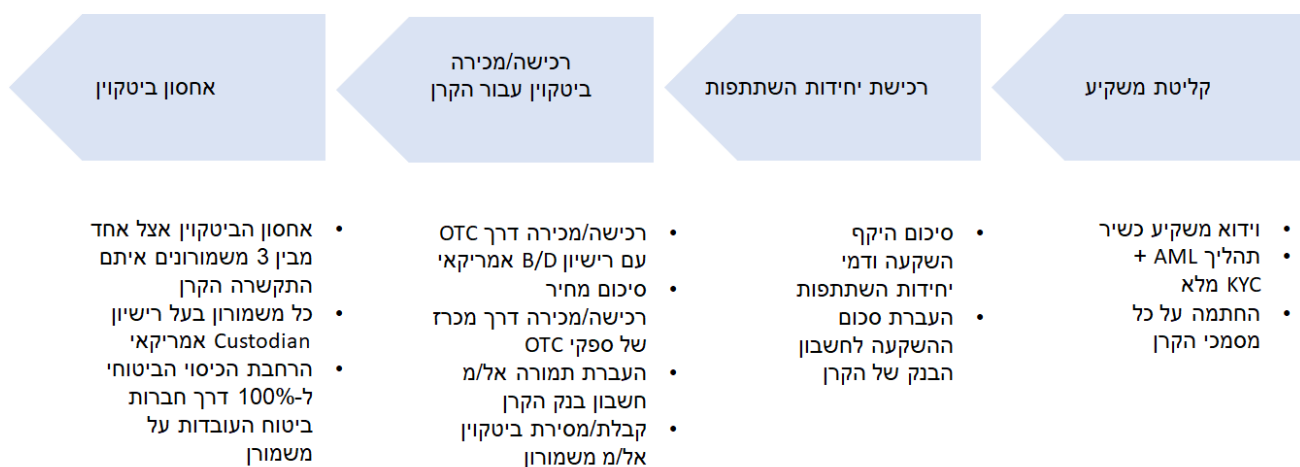 קליטת משקיע
רכישת יחידות השתתפות
רכישה/מכירה
ביטקוין עבור הקרן
אחסון ביטקוין
• וידוא משקיע כשיר
• תהליך AML +
KYC מלא
• החתמה על כל
מסמכי הקרן
• סיכום היקף
השקעה ודמי
יחידות השתתפות
• העברת סכום
ההשקעה לחשבון
הבנק של הקרן
• רכישה/מכירה דרך OTC
עם רישיון B/D אמריקאי
• סיכום מחיר
רכישה/מכירה דרך מכרז
של ספקי OTC
• העברת תמורה אל/מ
חשבון בנק הקרן
• קבלת/מסירת ביטקוין
אל/מ משמורון
• אחסון הביטקוין אצל אחד
מבין 3 משמורונים איתם
התקשרה הקרן
• כל משמורון בעל רישיון
Custodian אמריקאי
• הרחבת הכיסוי הביטוחי
ל-100% דרך חברות
ביטוח העובדות על
משמורן